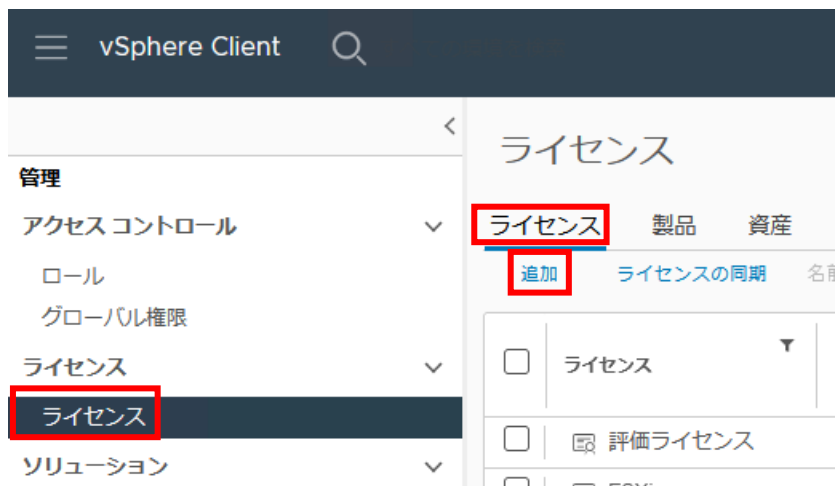 vSphere Client
管理
アクセス コントロール
ロール
グローバル権限
ライセンス
ライセンス
ソリューション
ライセンス
ライセンス 製品 資産
追加 ライセンスの同期
ライセンス
評価ライセンス